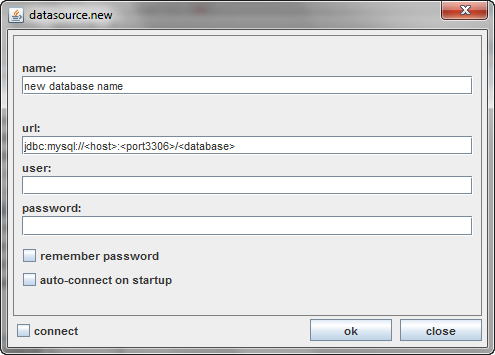 datasource.new
name:
new database name
url:
jdbc:mysql://<host>:<port3306>/<database>
user:
password:
remember password
auto-connect on startup
connect
ok
close